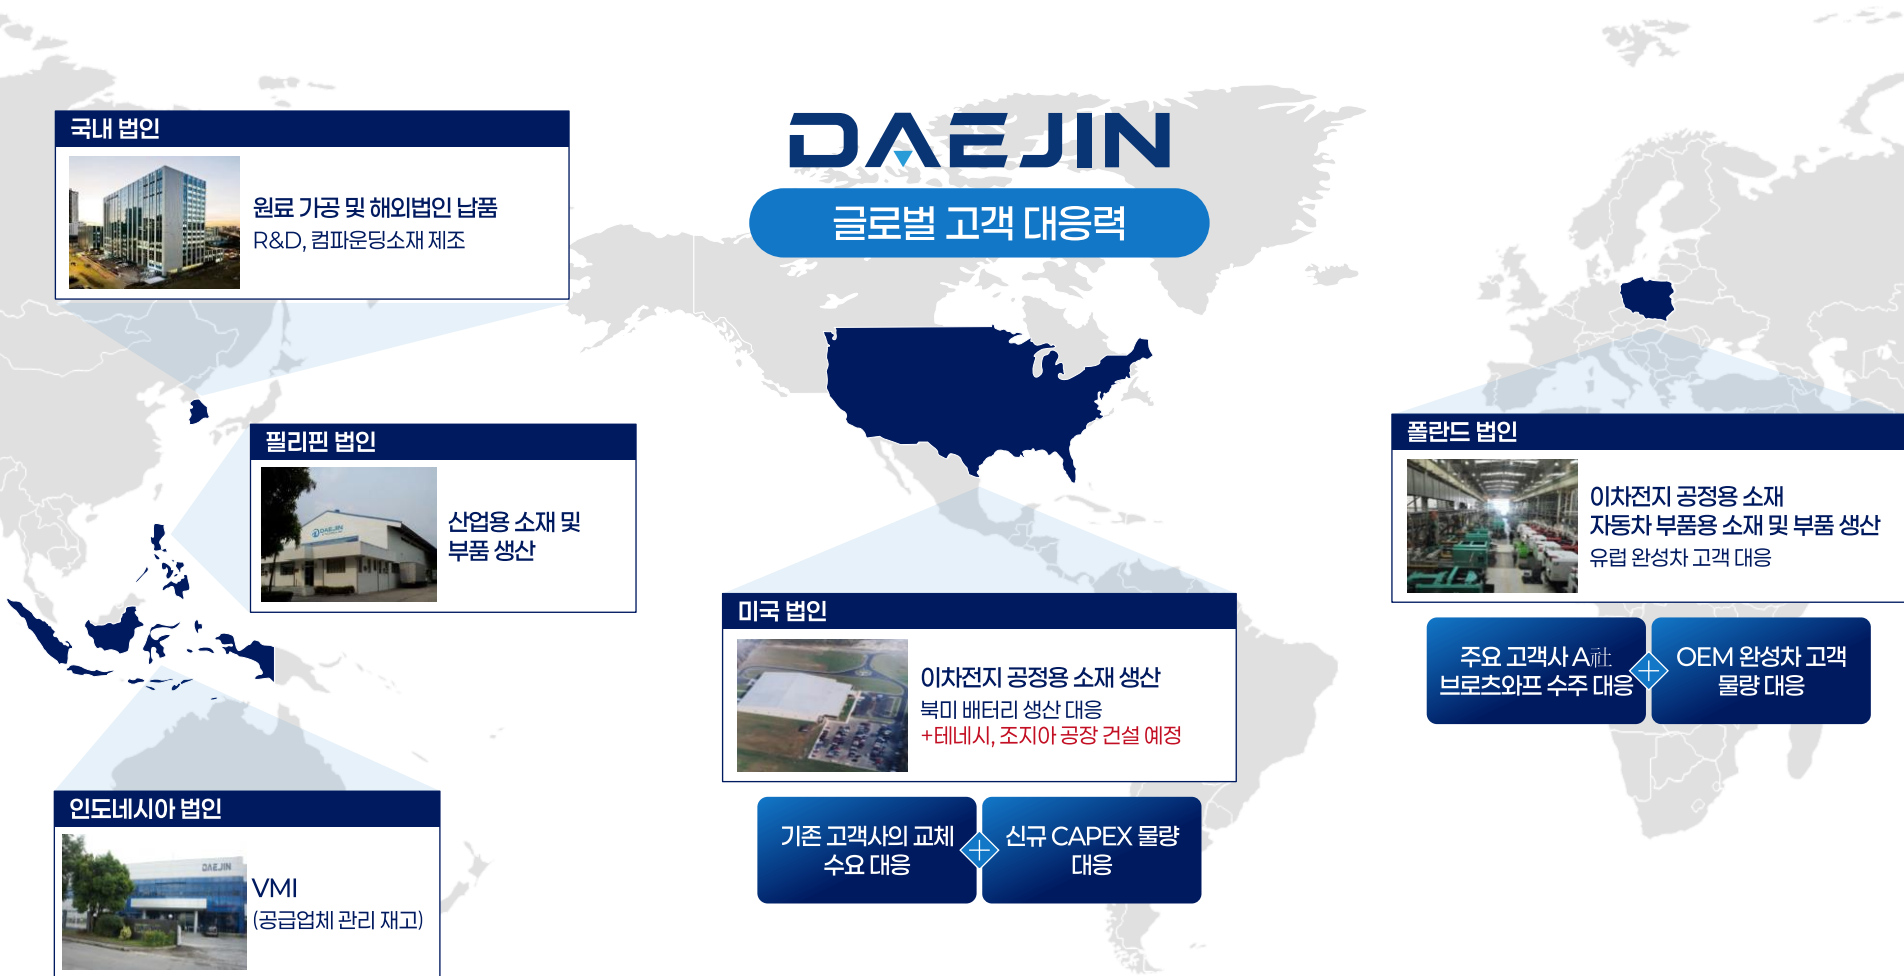 DAEJIN
글로벌 고객 대응력
국내 법인
원료 가공 및 해외법인 납품
R&D, 컴파운딩소재 제조
필리핀 법인
DAEJIN
산업용 소재 및
부품 생산
인도네시아 법인
DAEJIN
VMI
(공급업체 관리 재고)
미국 법인
이차전지 공정용 소재 생산
북미 배터리 생산 대응
+테네시, 조지아 공장 건설 예정
기존 고객사의 교체
수요 대응
신규 CAPEX 물량
대응
폴란드 법인
이차전지 공정용 소재
자동차 부품용 소재 및 부품 생산
유럽 완성차 고객 대응
주요 고객사 A社
브로츠와프 수주 대응
OEM 완성차 고객
물량 대응